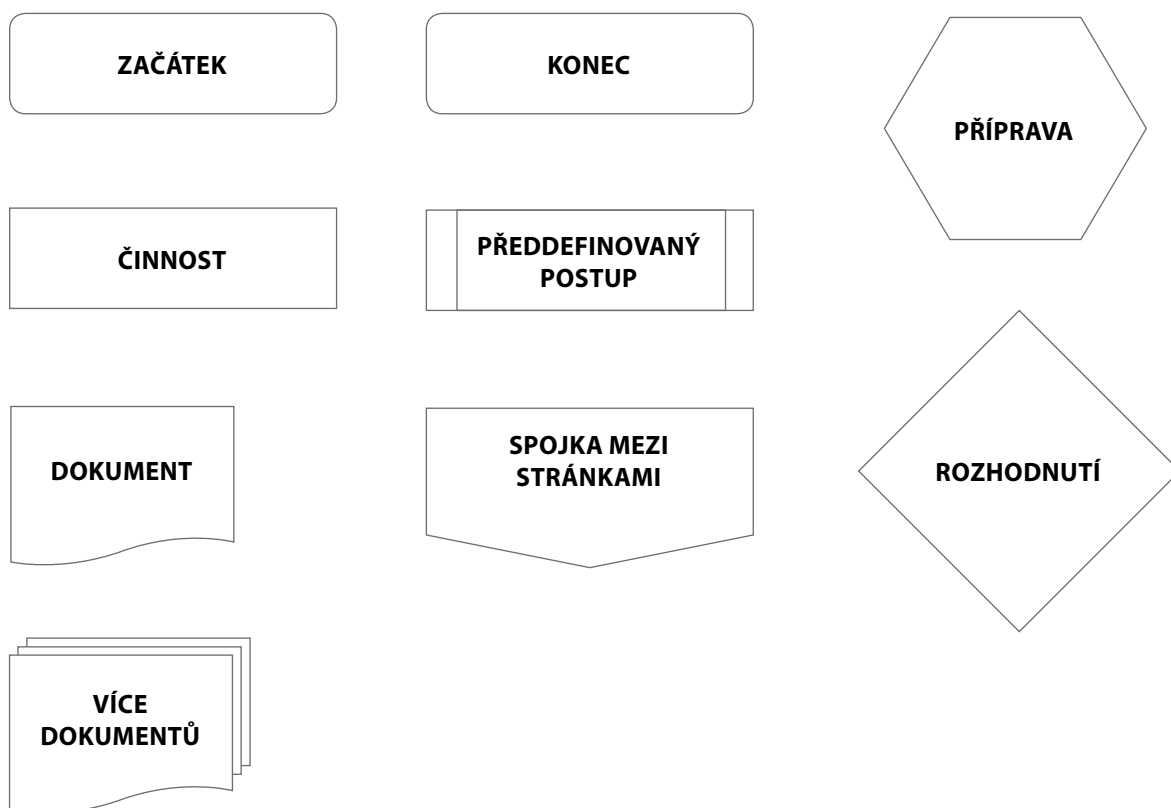 ZAČÁTEK
KONEC
PŘÍPRAVA
ČINNOST
PŘEDDEFINOVANÝ
POSTUP
DOKUMENT
SPOJKA MEZI
STRÁNKAMI
ROZHODNUTÍ
VÍCE
DOKUMENTŮ